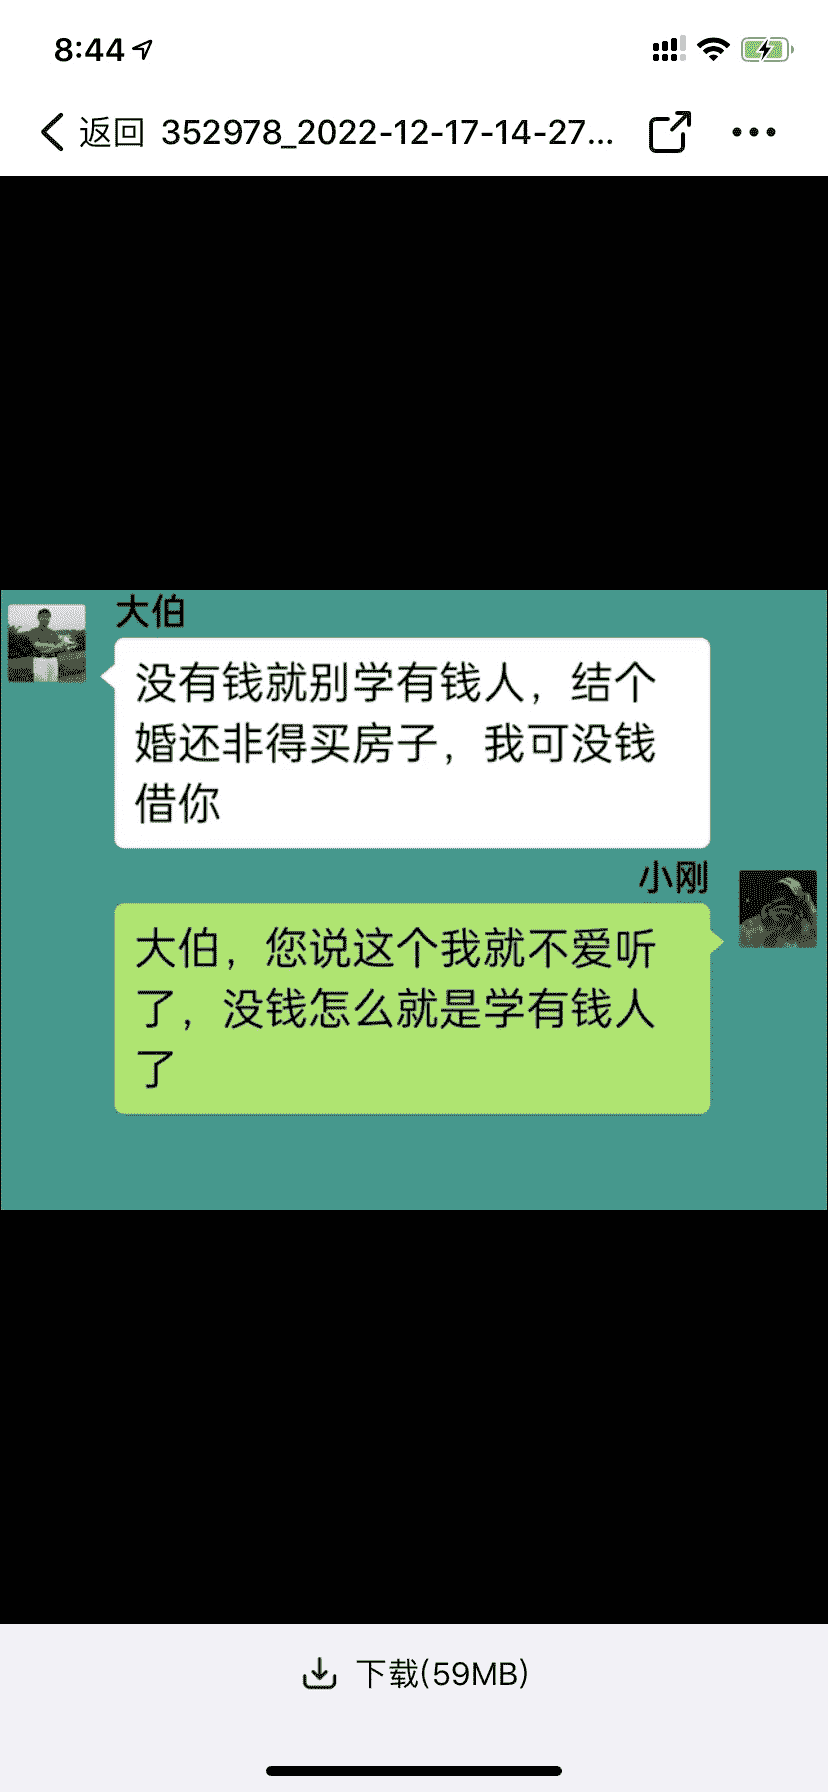 8:44
返回 352978_2022-12-17-14-27...
大伯
没有钱就别学有钱人，结个
婚还非得买房子，我可没钱
借你
小刚
大伯，您说这个我就不爱听
了，没钱怎么就是学有钱人
了
下载(59MB)